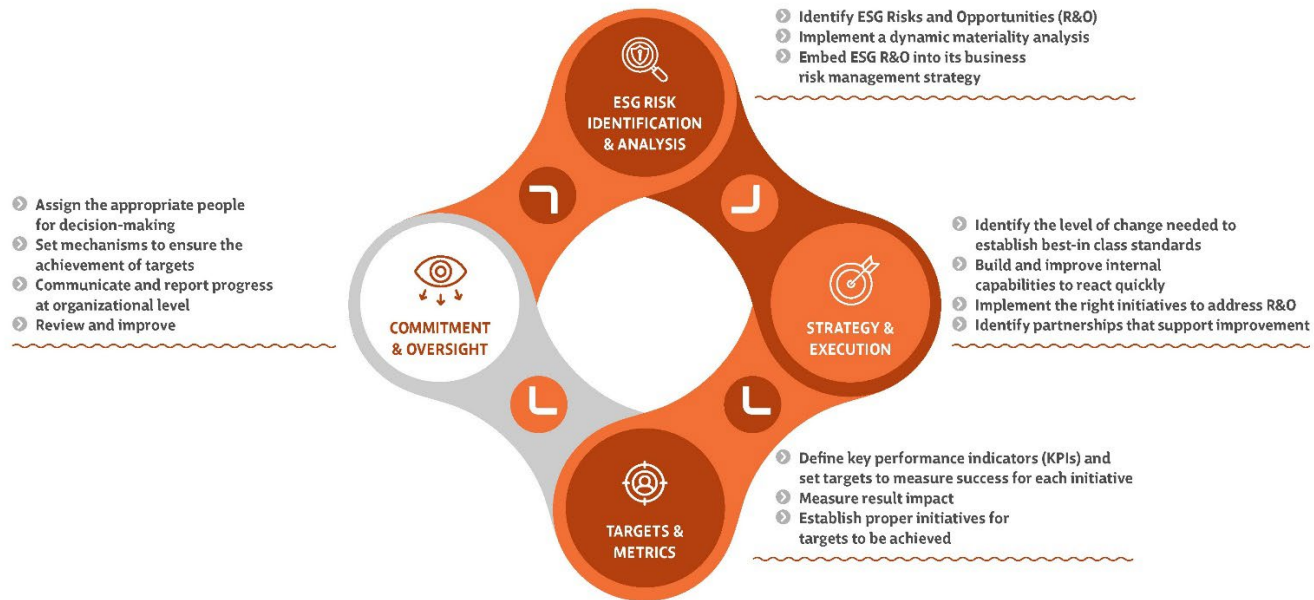 Identify ESG Risks and Opportunities (R&O)
Implement a dynamic materiality analysis
Embed ESG R&O into its business
risk management strategy
ESG RISK
IDENTIFICATION
& ANALYSIS
Assign the appropriate people
for decision-making
Set mechanisms to ensure the
achievement of targets
Communicate and report progress
at organizational level
Review and improve
COMMITMENT
& OVERSIGHT
STRATEGY &
EXECUTION
Identify the level of change needed to
establish best-in class standards
Build and improve internal
capabilities to react quickly
Implement the right initiatives to address R&O
Identify partnerships that support improvement
TARGETS &
METRICS
Define key performance indicators (KPIs) and
set targets to measure success for each initiative
Measure result impact
Establish proper initiatives for
targets to be achieved